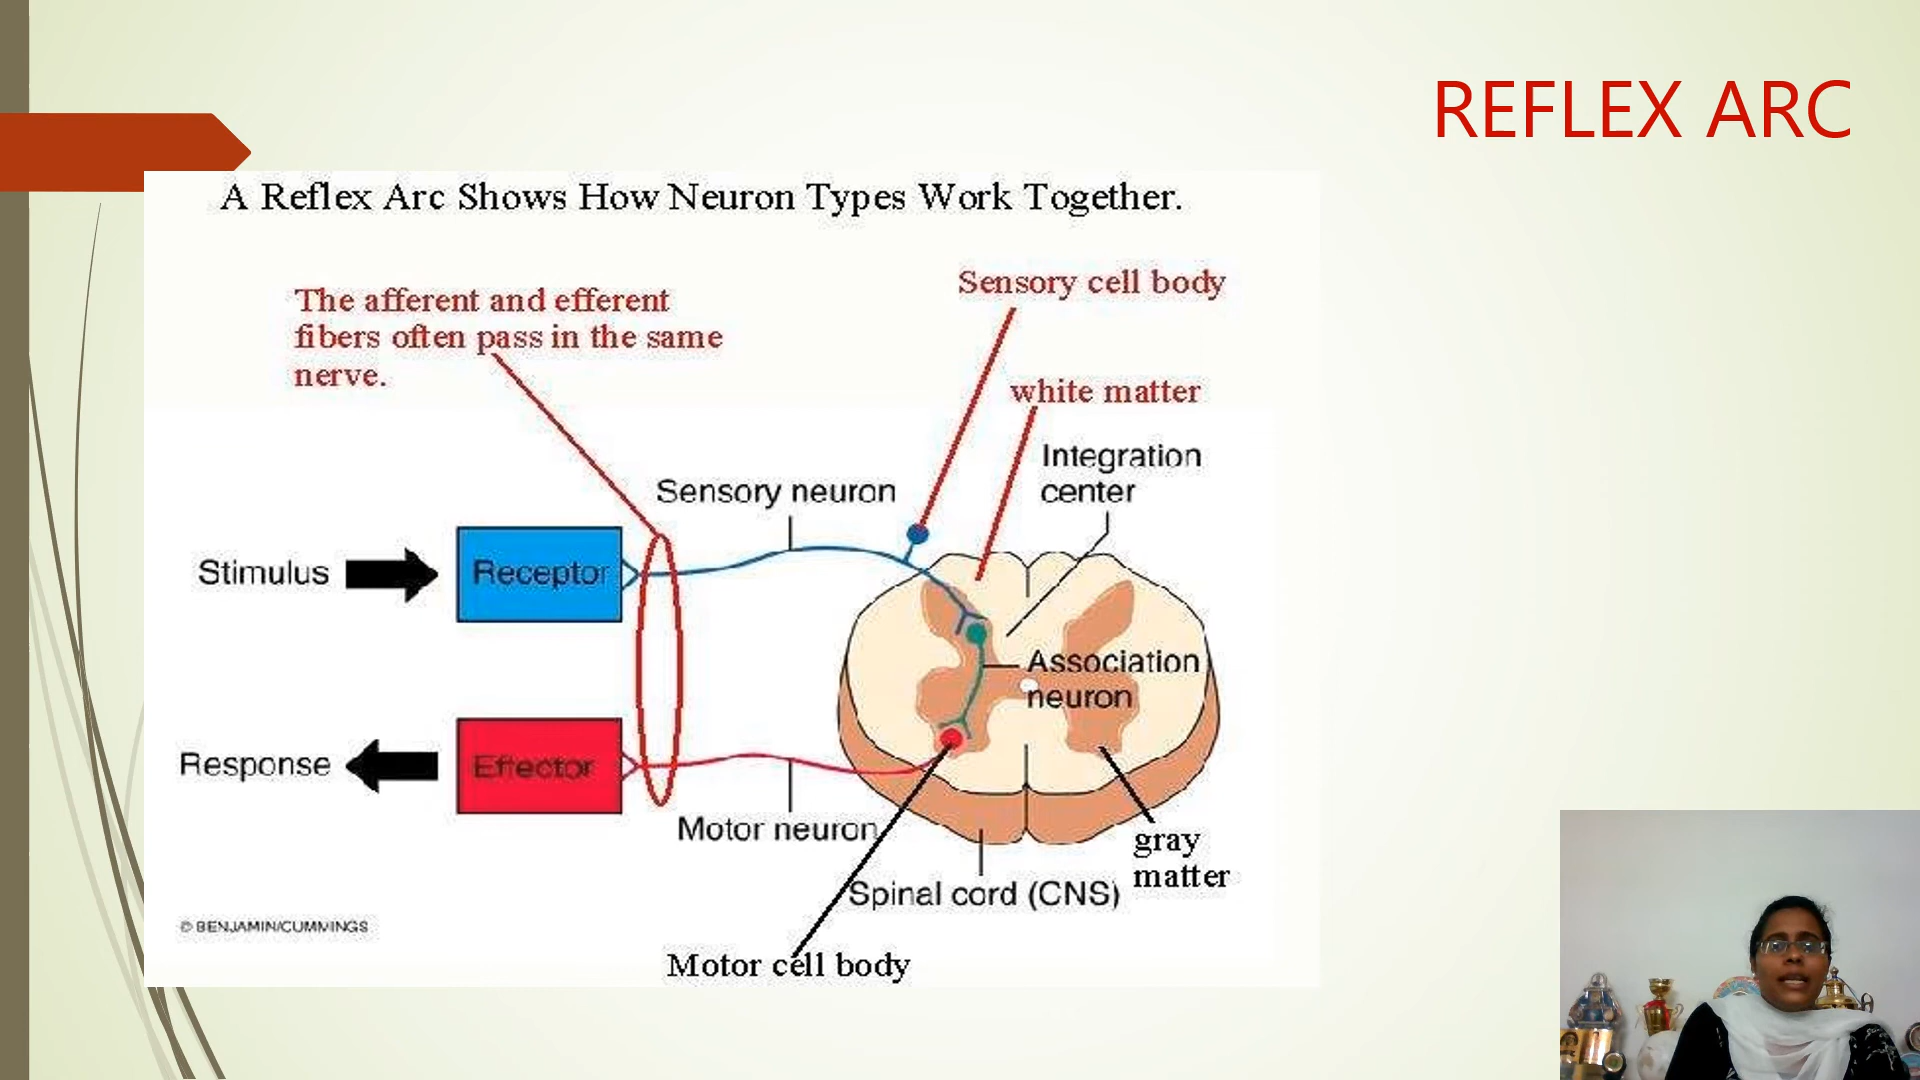 REFLEX ARC
A Reflex Arc Shows How Neuron Types Work Together.
The afferent and efferent
fibers often pass in the same
nerve.
Sensory cell body
white matter
Integration
center
Sensory neuron
Stimulus
Receptor
Association
neuron
Response
Effector
Motor neuron
gray
matter
Spinal cord (CNS)
© BENJAMIN/CUMMINGS
Motor cell body